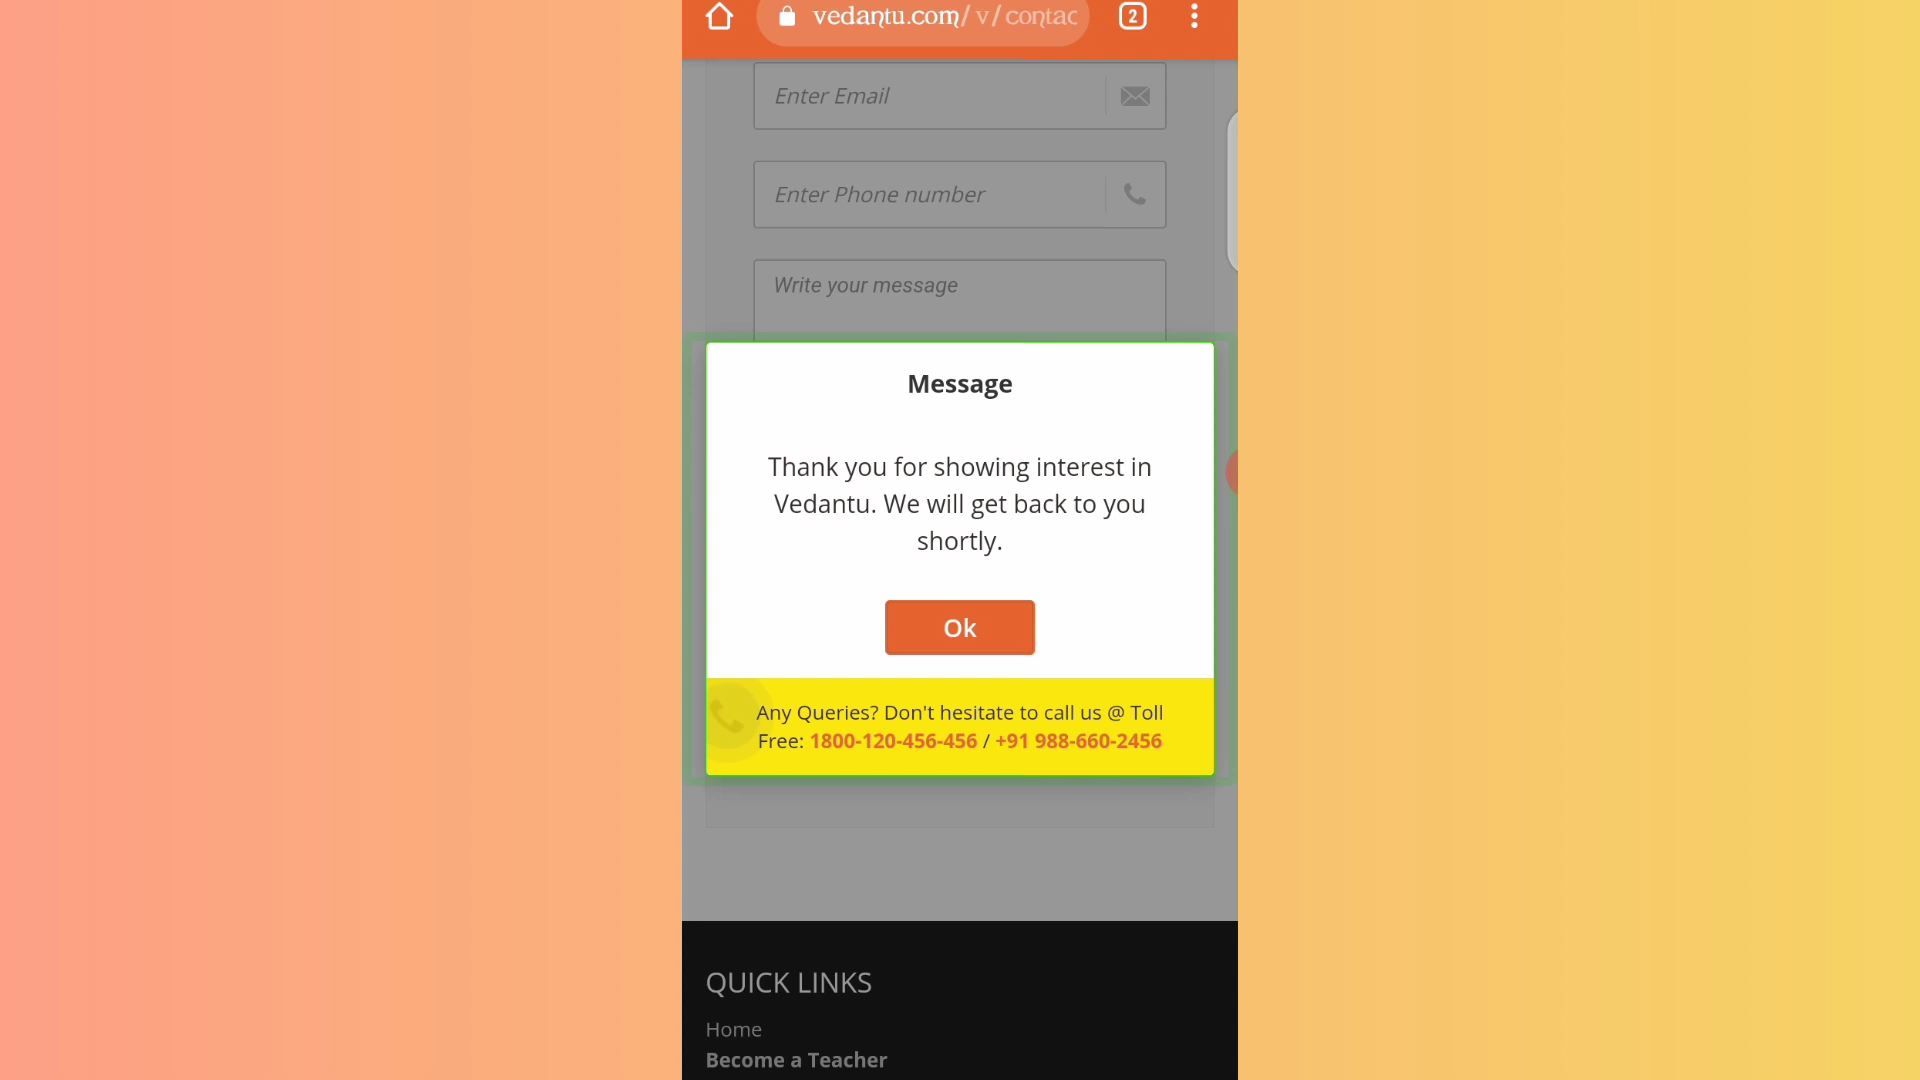 vedantu.com/v/contac
2
Enter Email
Enter Phone number
Write your message
Message
Thank you for showing interest in
Vedantu. We will get back to you
shortly.
Ok
Any Queries? Don't hesitate to call us @ Toll
Free: 1800-120-456-456 / +91 988-660-2456
QUICK LINKS
Home
Become a Teacher